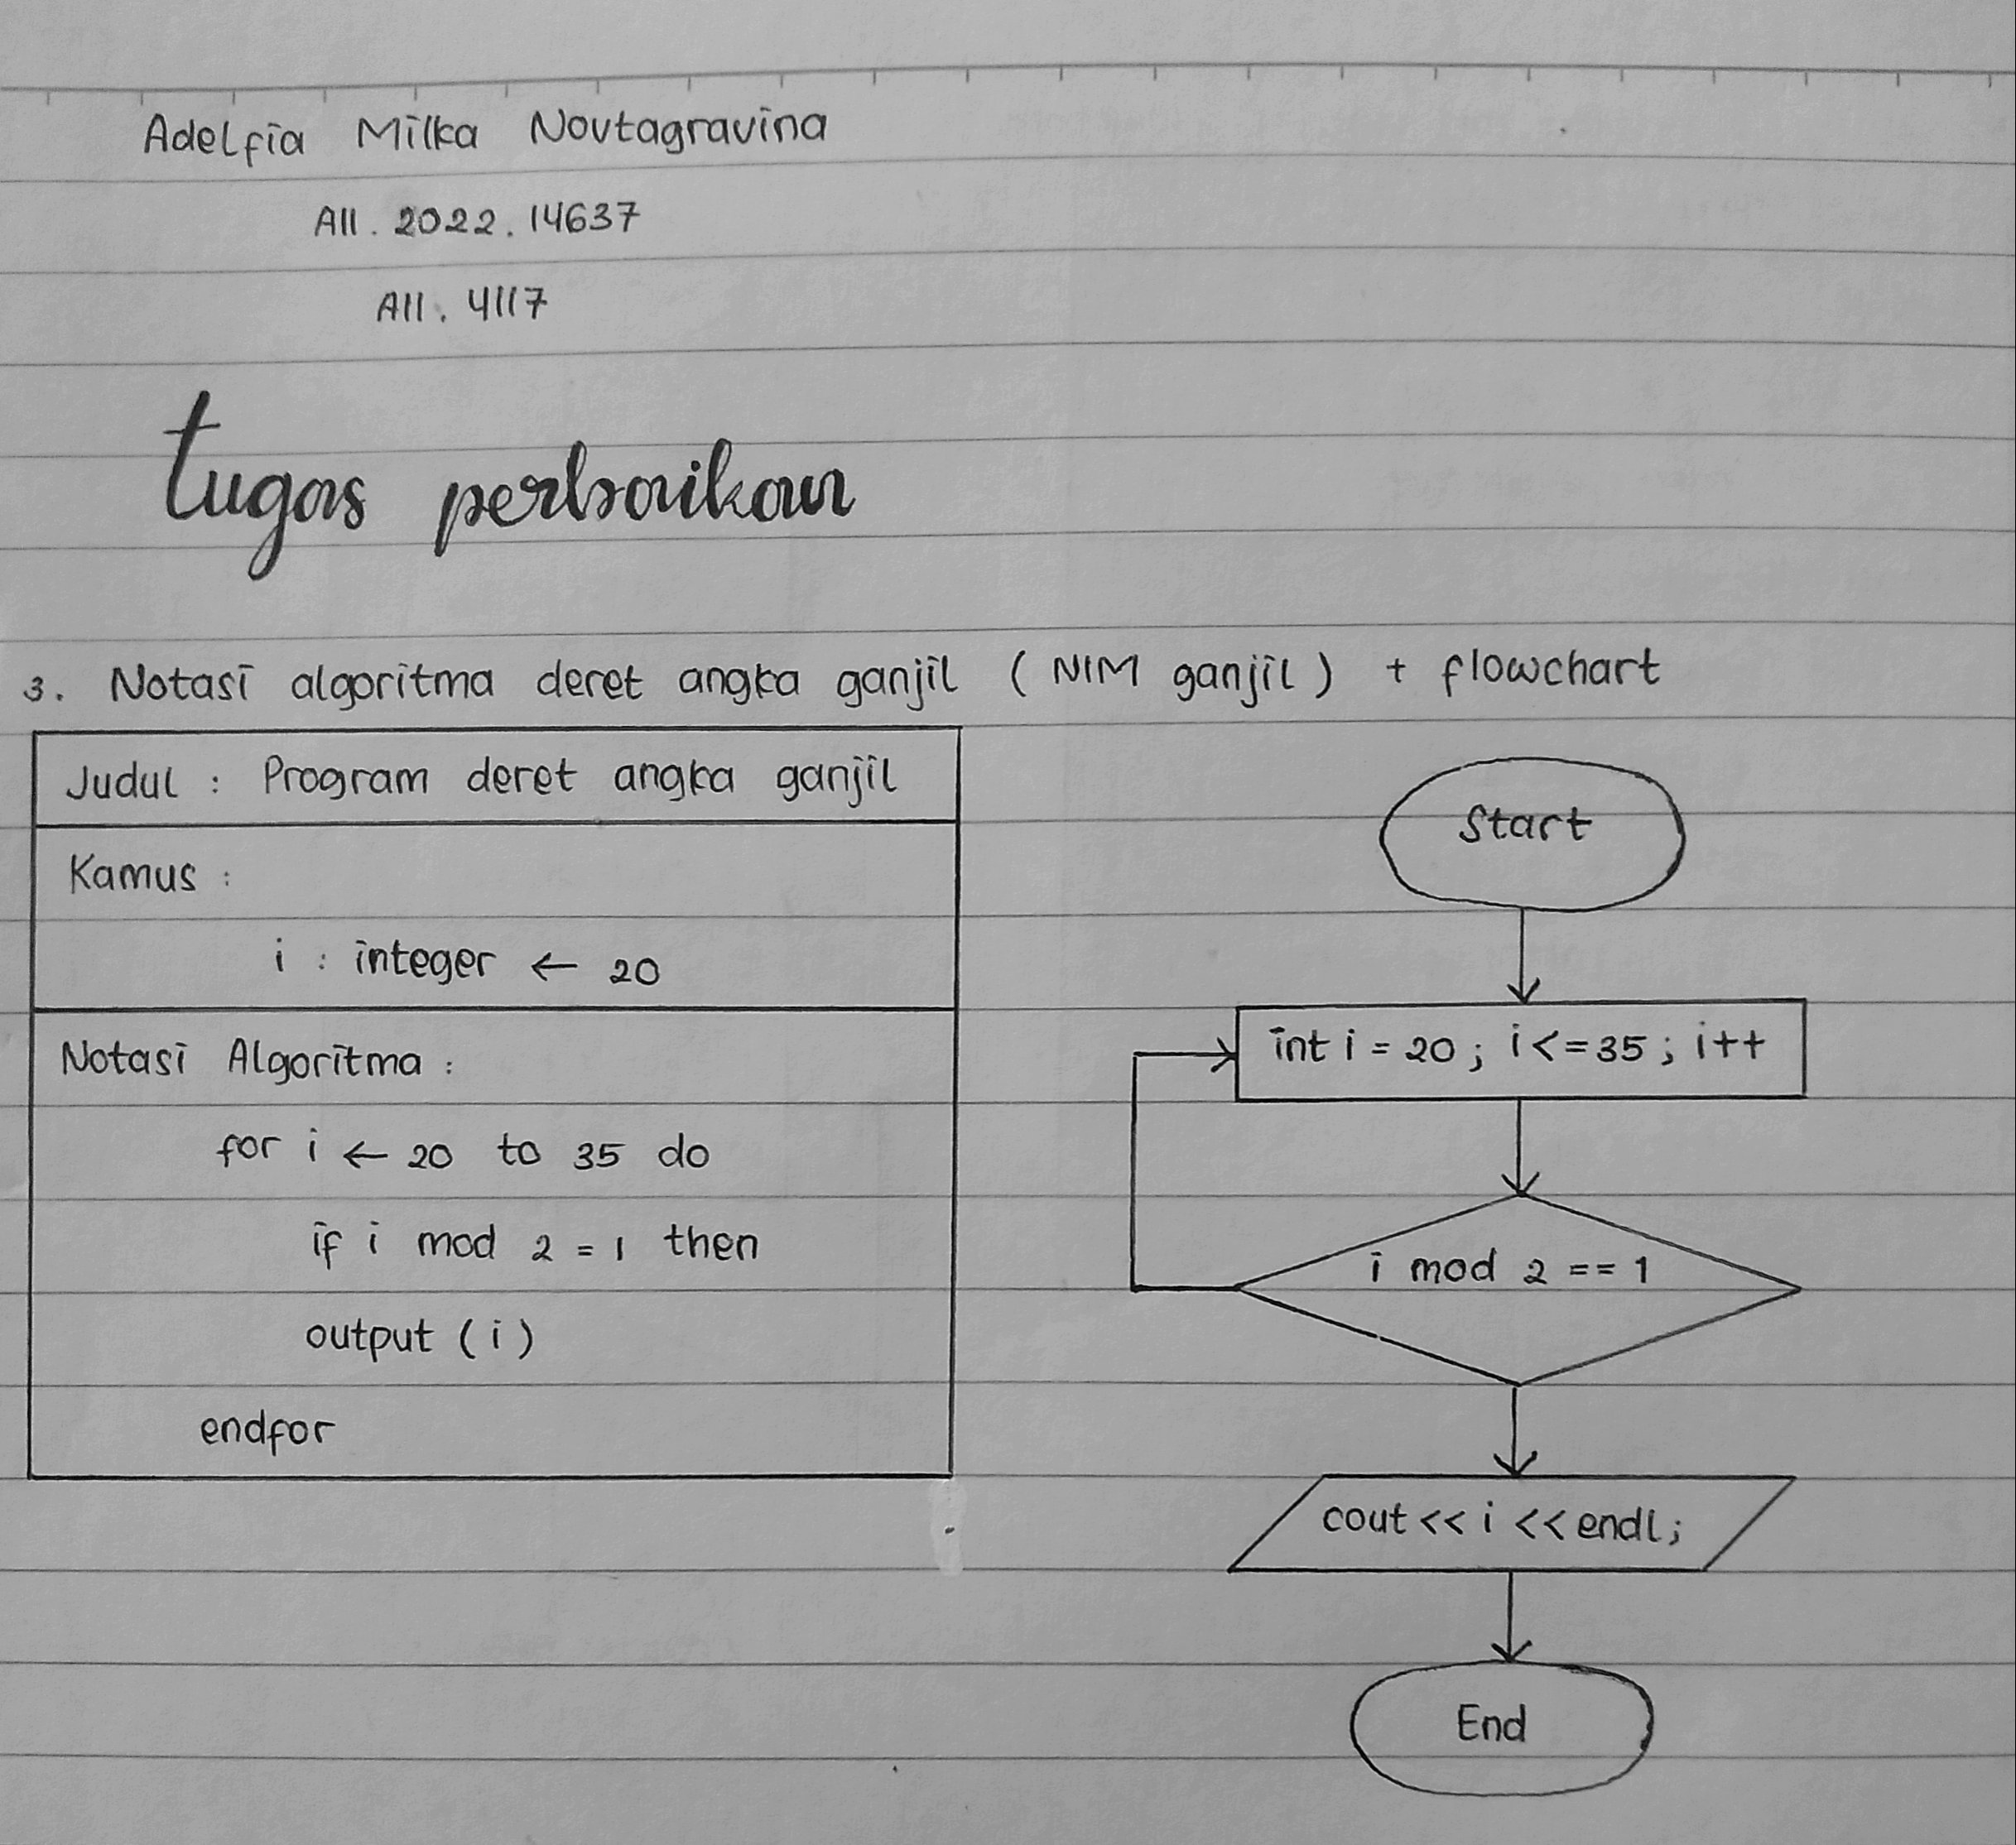 Adelfia Milka Novtagravina
A11. 2022. 14637
A11. 4117
tugas perbaikan
3. Notasi algoritma deret angka ganjil ( NIM ganjil ) + flowchart
Judul : Program deret angka ganjil
Kamus :
i : integer ← 20
Notasi Algoritma :
for i ← 20 to 35 do
if i mod 2 = 1 then
output ( i )
endfor
Start
int i = 20 ; i <= 35 ; i++
i mod 2 == 1
cout << i << endl;
End